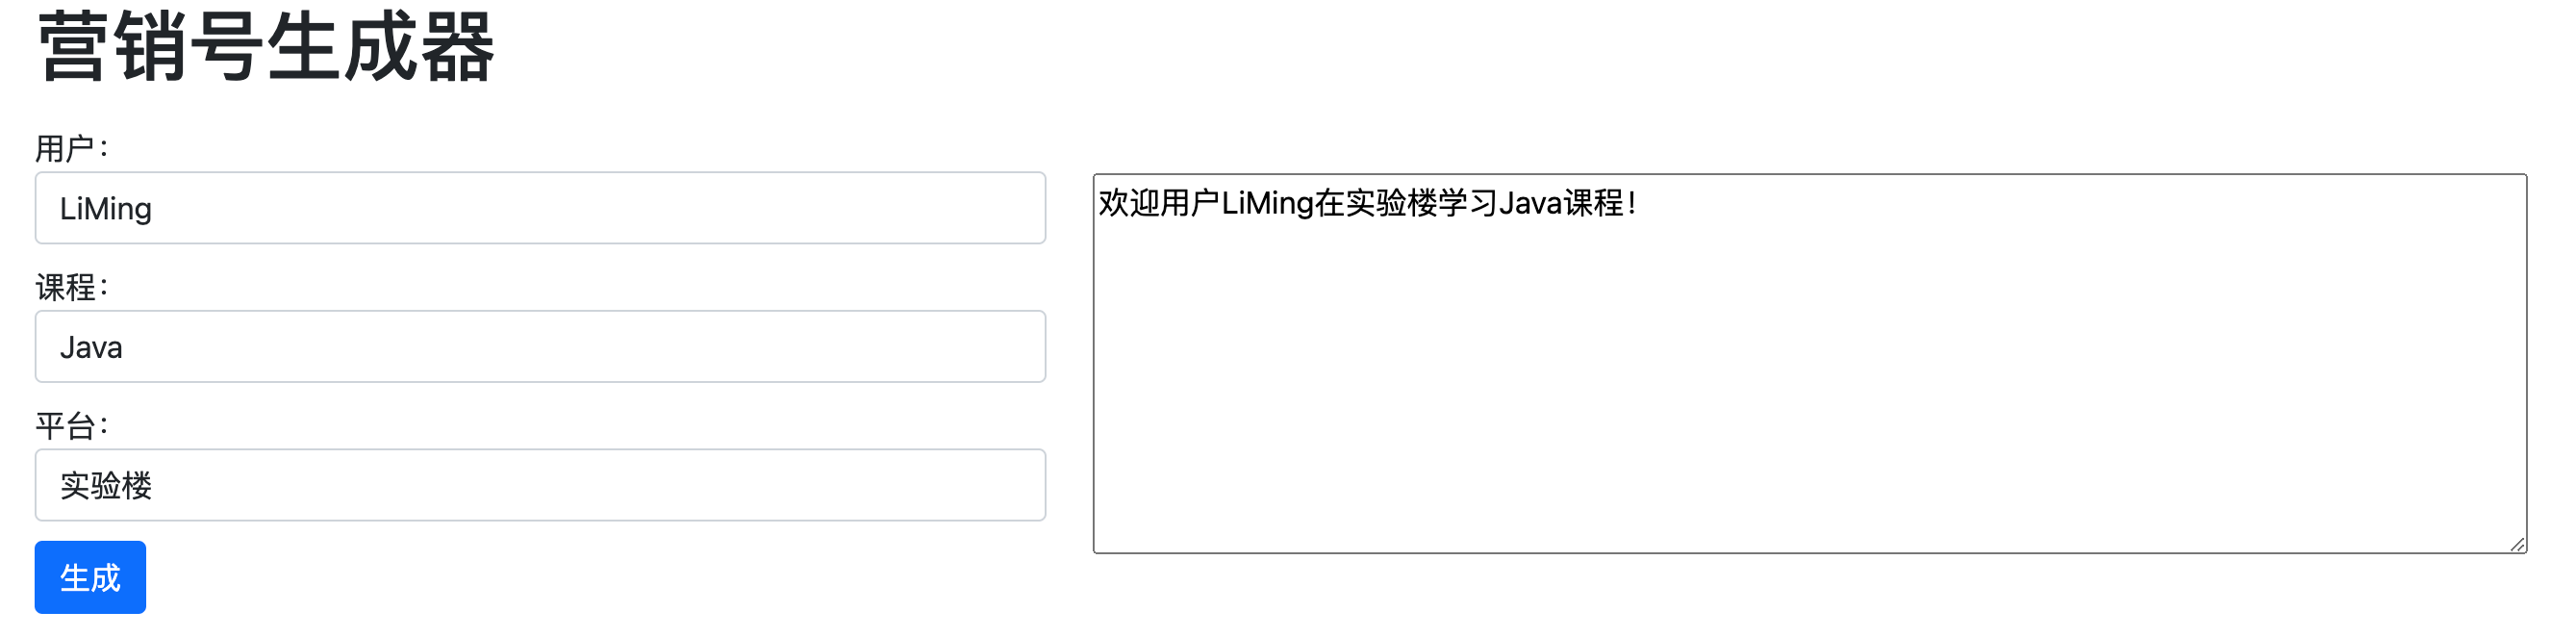 营销号生成器
用户：
LiMing
课程：
Java
平台：
实验楼
生成
欢迎用户LiMing在实验楼学习Java课程！